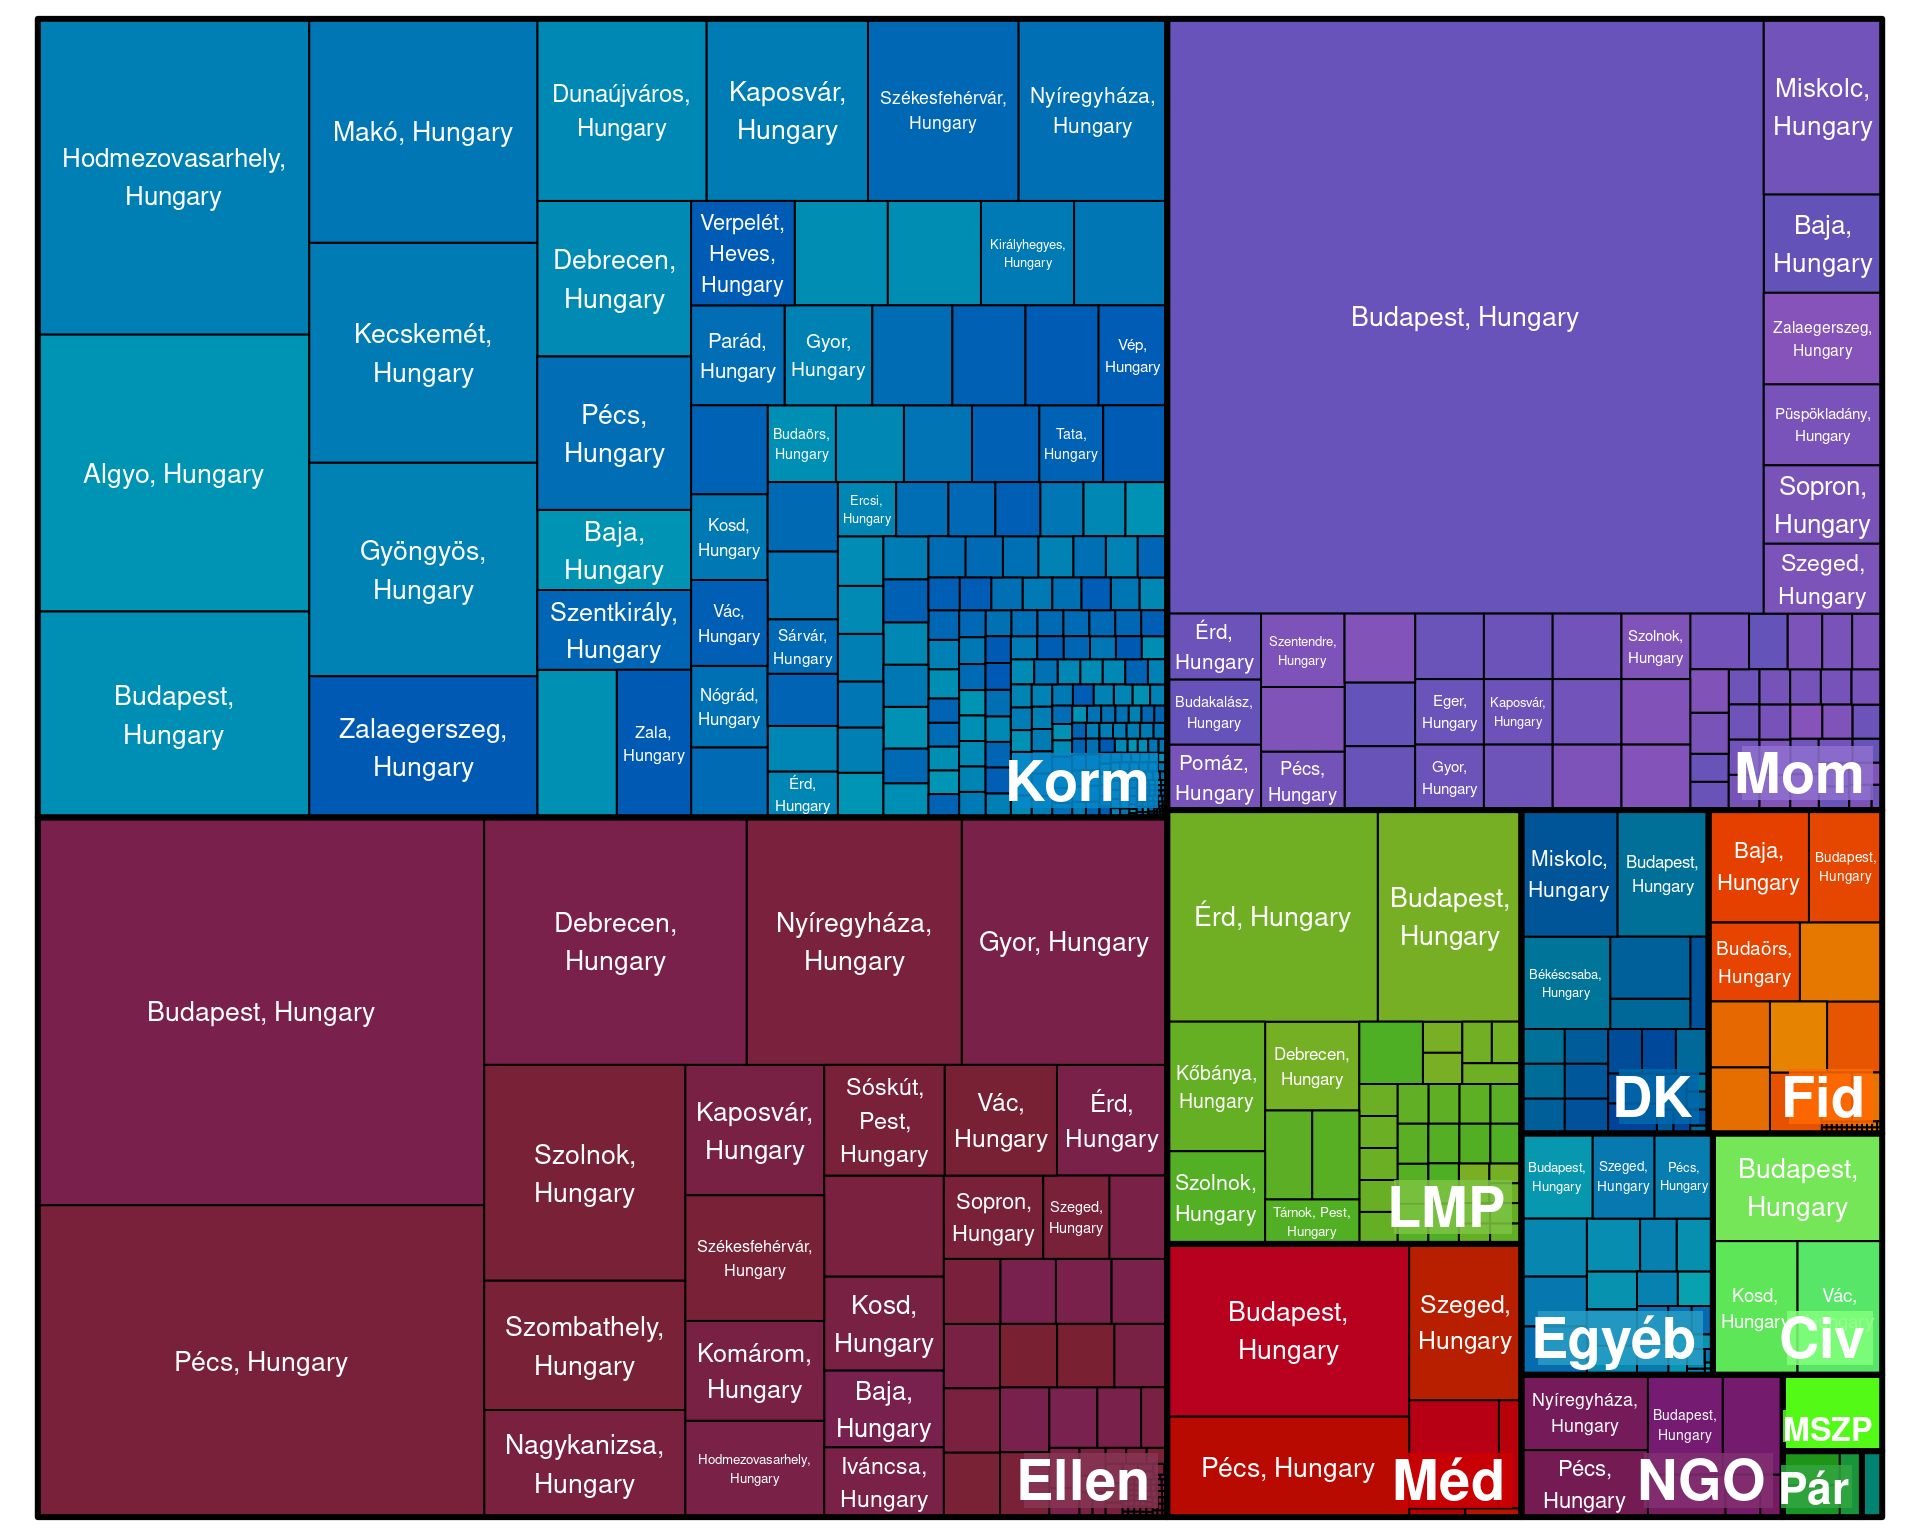 Hodmezovasarhely,
Hungary
Algyo, Hungary
Budapest,
Hungary
Makó, Hungary
Kecskemét,
Hungary
Gyöngyös,
Hungary
Zalaegerszeg,
Hungary
Dunaújváros,
Hungary
Kaposvár,
Hungary
Székesfehérvár,
Hungary
Nyíregyháza,
Hungary
Debrecen,
Hungary
Pécs,
Hungary
Baja,
Hungary
Szentkirály,
Hungary
Zala,
Hungary
Verpelét,
Heves,
Hungary
Királyhegyes,
Hungary
Parád,
Hungary
Gyor,
Hungary
Vép,
Hungary
Budaörs,
Hungary
Tata,
Hungary
Kosd,
Hungary
Ercsi,
Hungary
Vác,
Hungary
Sárvár,
Hungary
Nógrád,
Hungary
Érd,
Hungary
Korm
Budapest, Hungary
Miskolc,
Hungary
Baja,
Hungary
Zalaegerszeg,
Hungary
Püspökladány,
Hungary
Sopron,
Hungary
Szeged,
Hungary
Érd,
Hungary
Szentendre,
Hungary
Szolnok,
Hungary
Budakalász,
Hungary
Eger,
Hungary
Kaposvár,
Hungary
Pomáz,
Hungary
Pécs,
Hungary
Gyor,
Hungary
Mom
Budapest, Hungary
Pécs, Hungary
Debrecen,
Hungary
Nyíregyháza,
Hungary
Gyor, Hungary
Szolnok,
Hungary
Szombathely,
Hungary
Nagykanizsa,
Hungary
Kaposvár,
Hungary
Székesfehérvár,
Hungary
Komárom,
Hungary
Hodmezovasarhely,
Hungary
Sóskút,
Pest,
Hungary
Vác,
Hungary
Érd,
Hungary
Sopron,
Hungary
Szeged,
Hungary
Kosd,
Hungary
Baja,
Hungary
Iváncsa,
Hungary
Ellen
Érd, Hungary
Budapest,
Hungary
Kőbánya,
Hungary
Debrecen,
Hungary
Szolnok,
Hungary
Tárnok, Pest,
Hungary
LMP
Budapest,
Hungary
Szeged,
Hungary
Pécs, Hungary
Méd
Miskolc,
Hungary
Budapest,
Hungary
Békéscsaba,
Hungary
DK
Baja,
Hungary
Budapest,
Hungary
Budaörs,
Hungary
Fid
Budapest,
Hungary
Szeged,
Hungary
Pécs,
Hungary
Egyéb
Budapest,
Hungary
Kosd,
Hungary
Vác,
Hungary
Civ
Nyíregyháza,
Hungary
Budapest,
Hungary
Pécs,
Hungary
NGO
MSZP
Pár